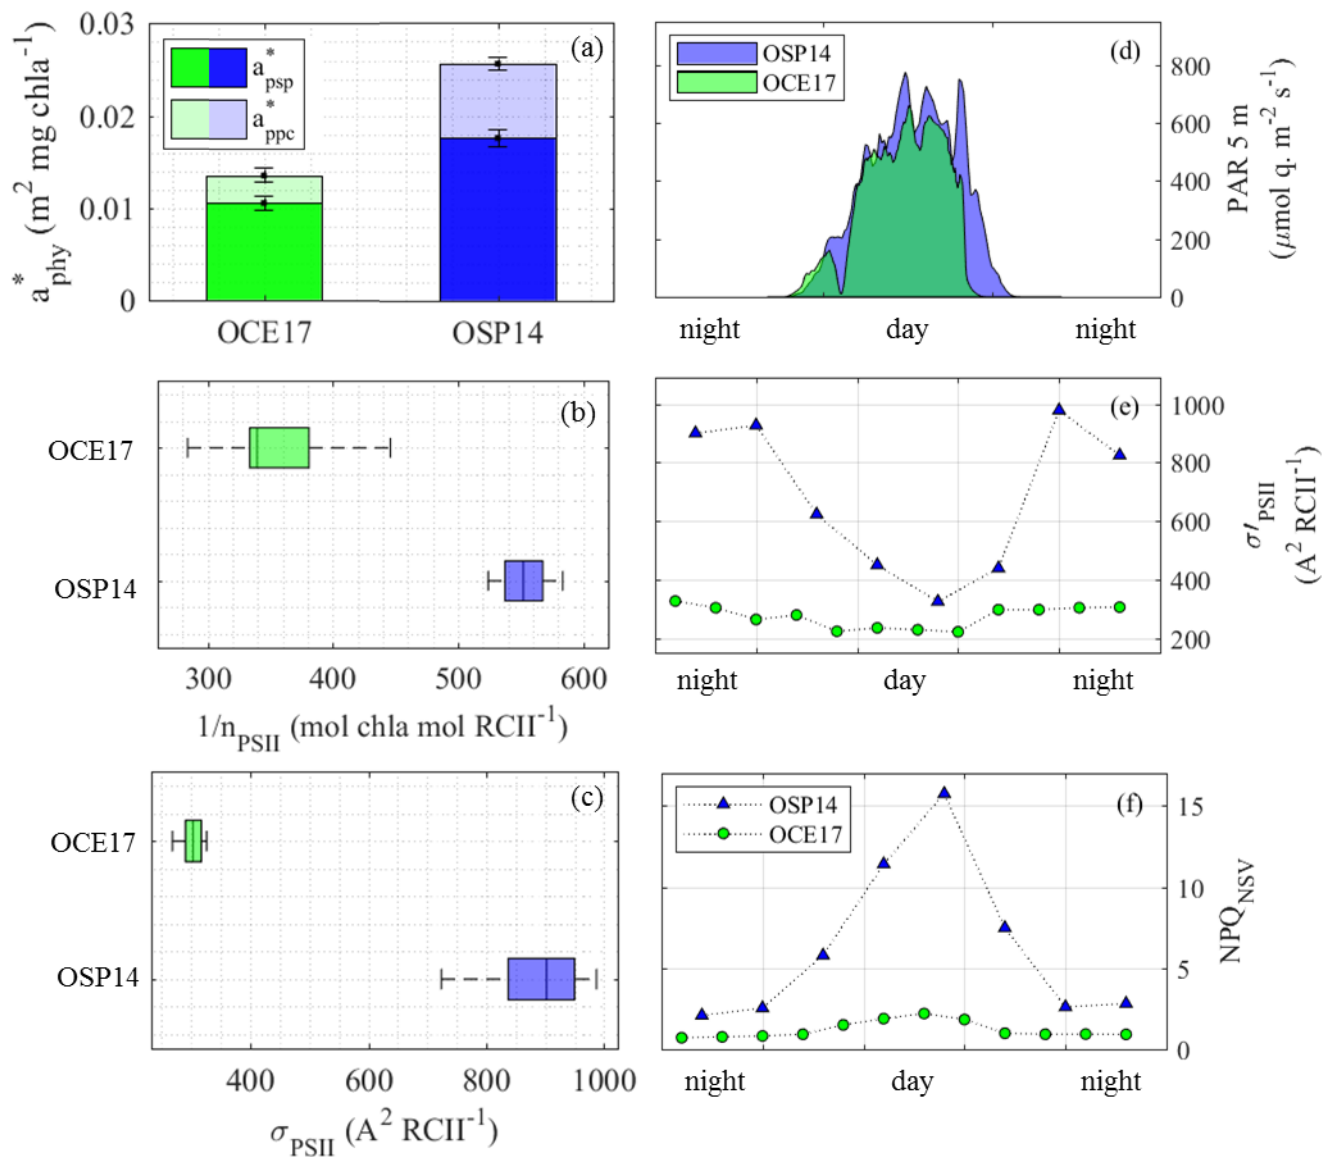 (a)
0.03
0.02
0.01
0
a*phy (m2 mg chla-1)
a*psp
a*ppc
OCE17
OSP14
(d)
OSP14
OCE17
800
600
400
200
0
PAR 5 m
(μmol q. m-2 s-1)
night
day
night
(b)
OCE17
OSP14
300
400
500
600
1/nPSII (mol chla mol RCII-1)
(e)
1000
800
600
400
200
σ′PSII
(A2 RCII-1)
night
day
night
(c)
OCE17
OSP14
400
600
800
1000
σPSII (A2 RCII-1)
(f)
OSP14
OCE17
15
10
5
0
NPQNSV
night
day
night